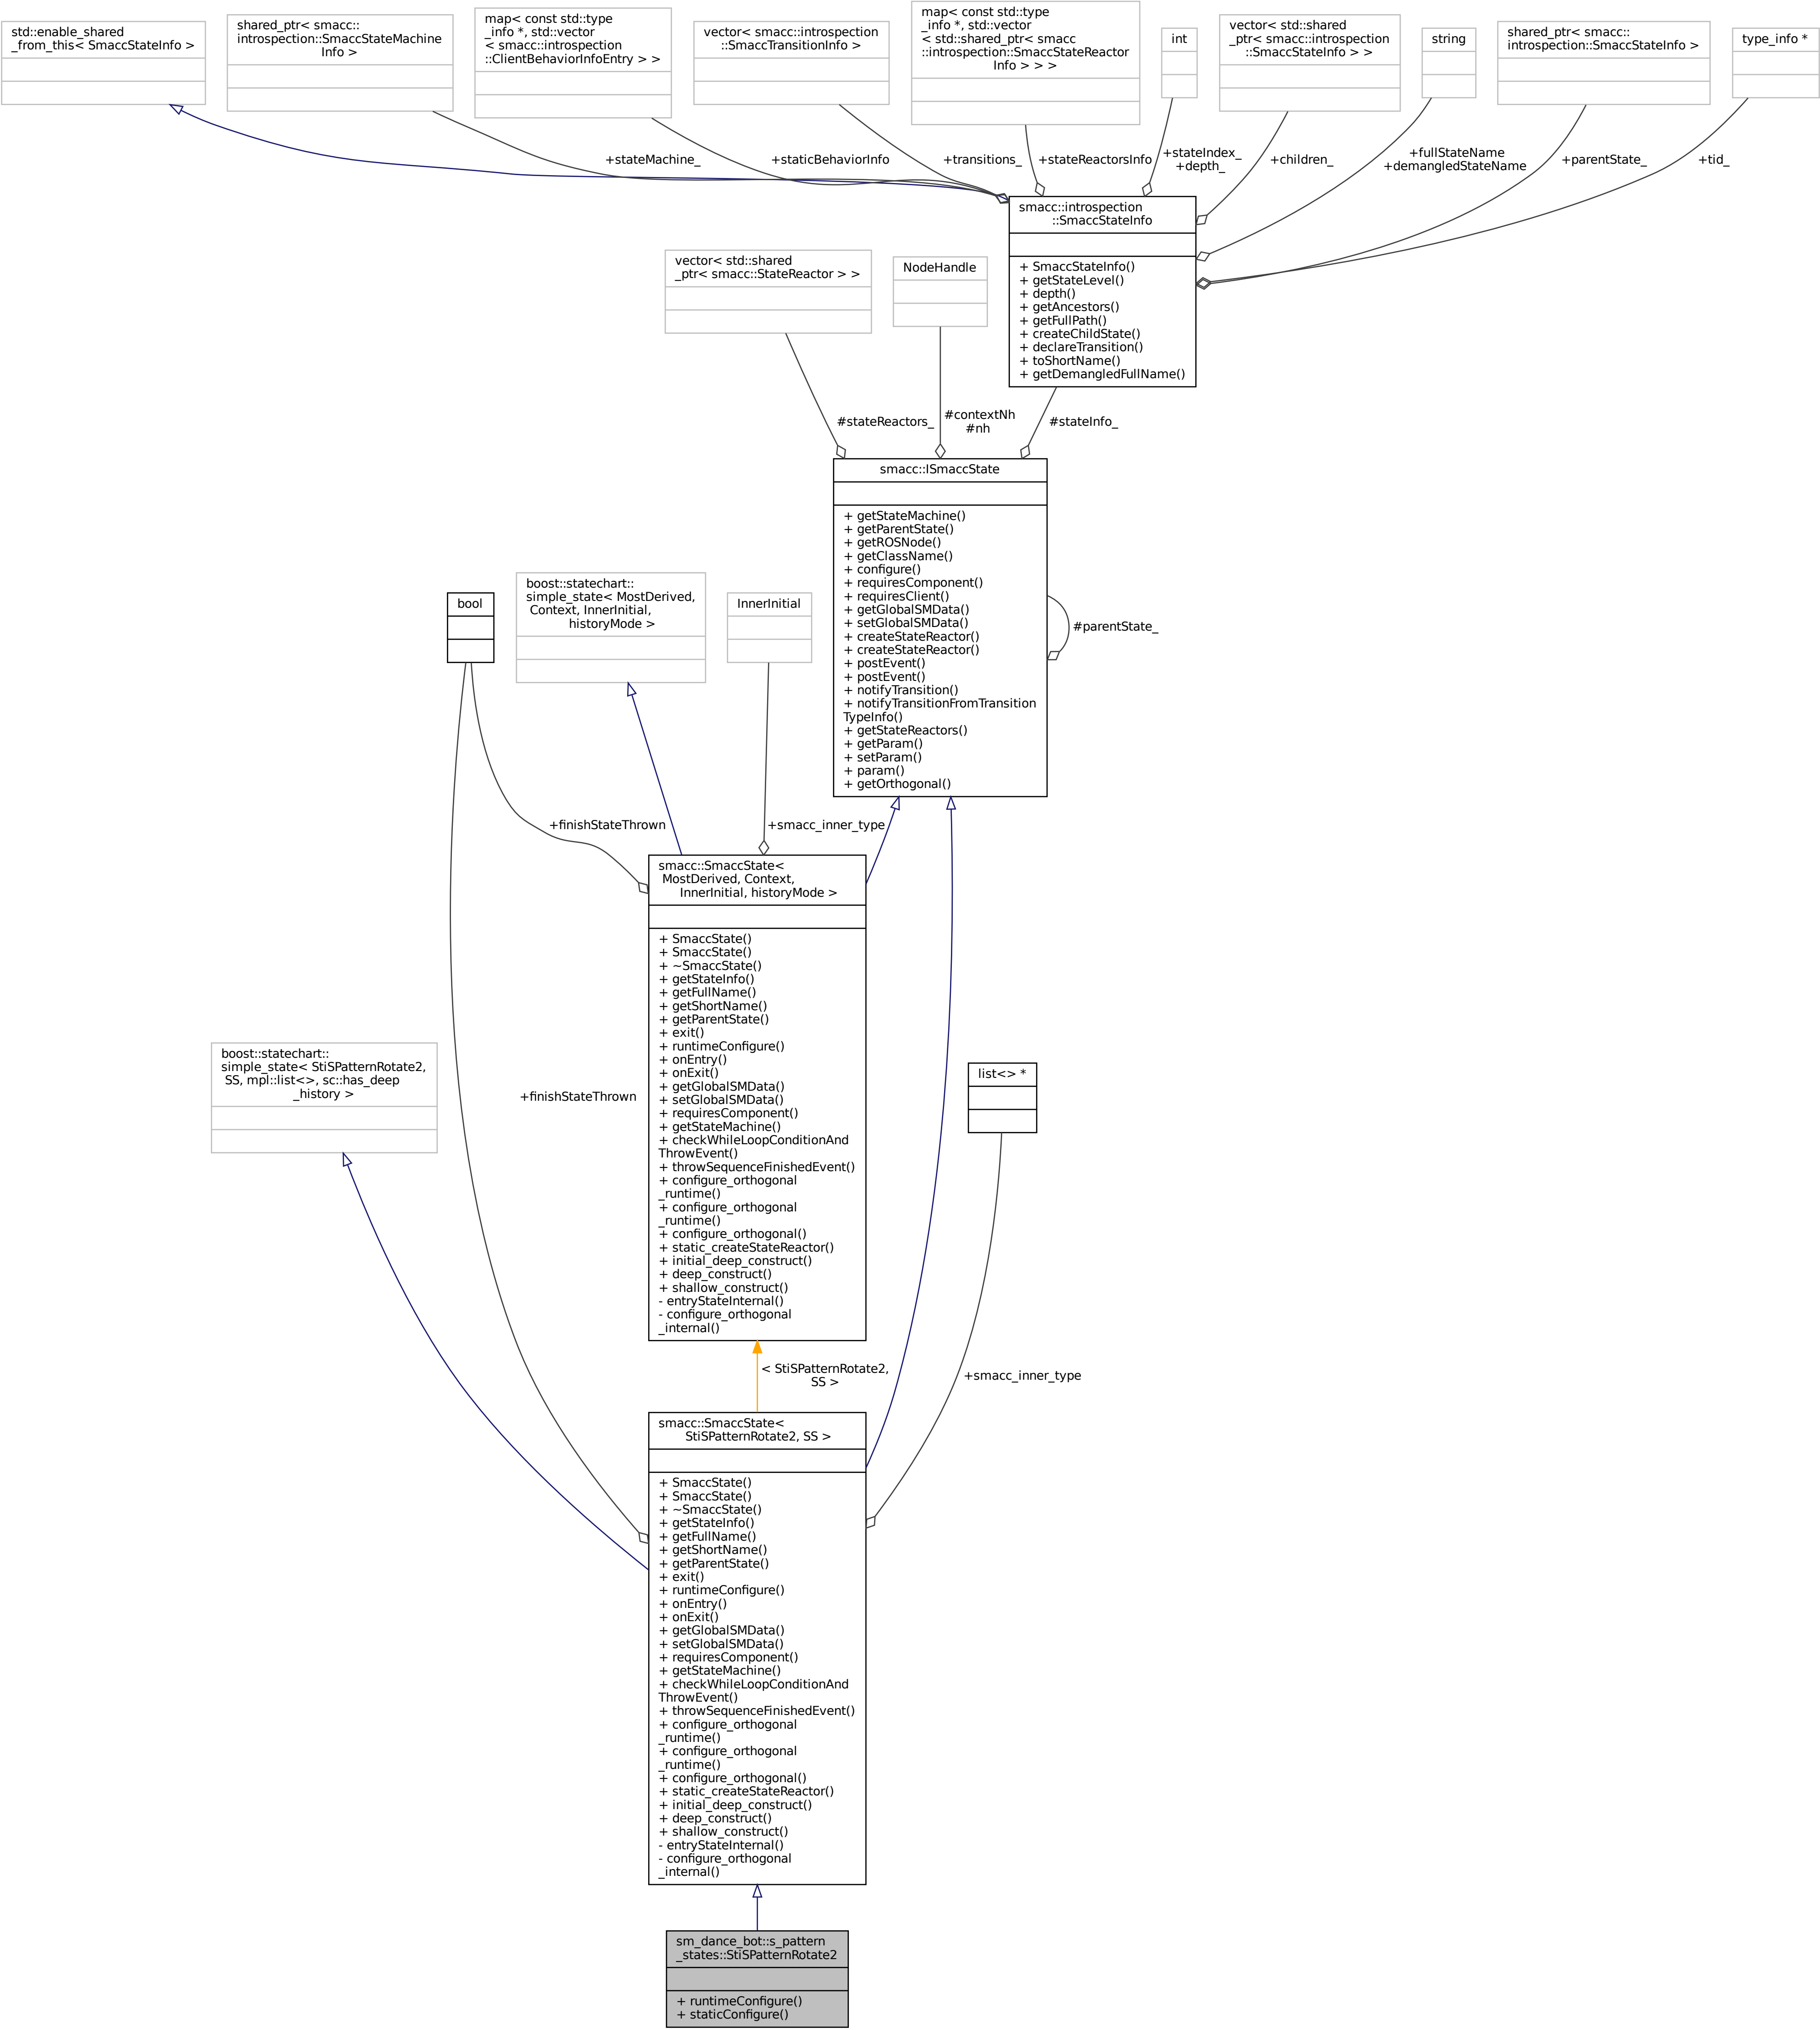 std::enable_shared
_from_this< SmaccStateInfo >
shared_ptr< smacc::
introspection::SmaccStateMachine
Info >
map< const std::type
_info *, std::vector
< smacc::introspection
::ClientBehaviorInfoEntry > >
vector< smacc::introspection
::SmaccTransitionInfo >
map< const std::type
_info *, std::vector
< std::shared_ptr< smacc
::introspection::SmaccStateReactor
Info > > >
int
vector< std::shared
_ptr< smacc::introspection
::SmaccStateInfo > >
string
shared_ptr< smacc::
introspection::SmaccStateInfo >
type_info *
+stateMachine_
+staticBehaviorInfo
+transitions_
+stateReactorsInfo
+stateIndex_
+depth_
+children_
+fullStateName
+demangledStateName
+parentState_
+tid_
smacc::introspection
::SmaccStateInfo
+ SmaccStateInfo()
+ getStateLevel()
+ depth()
+ getAncestors()
+ getFullPath()
+ createChildState()
+ declareTransition()
+ toShortName()
+ getDemangledFullName()
vector< std::shared
_ptr< smacc::StateReactor > >
NodeHandle
#stateReactors_
#contextNh
#nh
#stateInfo_
smacc::ISmaccState
+ getStateMachine()
+ getParentState()
+ getROSNode()
+ getClassName()
+ configure()
+ requiresComponent()
+ requiresClient()
+ getGlobalSMData()
+ setGlobalSMData()
+ createStateReactor()
+ createStateReactor()
+ postEvent()
+ postEvent()
+ notifyTransition()
+ notifyTransitionFromTransition
TypeInfo()
+ getStateReactors()
+ getParam()
+ setParam()
+ param()
+ getOrthogonal()
#parentState_
bool
boost::statechart::
simple_state< MostDerived,
Context, InnerInitial,
historyMode >
InnerInitial
+finishStateThrown
+smacc_inner_type
smacc::SmaccState<
MostDerived, Context,
InnerInitial, historyMode >
+ SmaccState()
+ SmaccState()
+ ~SmaccState()
+ getStateInfo()
+ getFullName()
+ getShortName()
+ getParentState()
+ exit()
+ runtimeConfigure()
+ onEntry()
+ onExit()
+ getGlobalSMData()
+ setGlobalSMData()
+ requiresComponent()
+ getStateMachine()
+ checkWhileLoopConditionAnd
ThrowEvent()
+ throwSequenceFinishedEvent()
+ configure_orthogonal
_runtime()
+ configure_orthogonal
_runtime()
+ configure_orthogonal()
+ static_createStateReactor()
+ initial_deep_construct()
+ deep_construct()
+ shallow_construct()
- entryStateInternal()
- configure_orthogonal
_internal()
boost::statechart::
simple_state< StiSPatternRotate2,
SS, mpl::list<>, sc::has_deep
_history >
+finishStateThrown
list<> *
< StiSPatternRotate2,
SS >
+smacc_inner_type
smacc::SmaccState<
StiSPatternRotate2, SS >
+ SmaccState()
+ SmaccState()
+ ~SmaccState()
+ getStateInfo()
+ getFullName()
+ getShortName()
+ getParentState()
+ exit()
+ runtimeConfigure()
+ onEntry()
+ onExit()
+ getGlobalSMData()
+ setGlobalSMData()
+ requiresComponent()
+ getStateMachine()
+ checkWhileLoopConditionAnd
ThrowEvent()
+ throwSequenceFinishedEvent()
+ configure_orthogonal
_runtime()
+ configure_orthogonal
_runtime()
+ configure_orthogonal()
+ static_createStateReactor()
+ initial_deep_construct()
+ deep_construct()
+ shallow_construct()
- entryStateInternal()
- configure_orthogonal
_internal()
sm_dance_bot::s_pattern
_states::StiSPatternRotate2
+ runtimeConfigure()
+ staticConfigure()